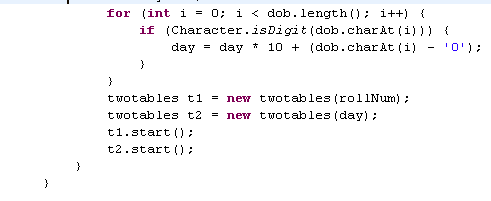 for (int i = 0; i < dob.length(); i++) {
if (Character.isDigit(dob.charAt(i))) {
day = day * 10 + (dob.charAt(i) - '0');
}
}
twotables t1 = new twotables(rollNum);
twotables t2 = new twotables(day);
t1.start();
t2.start();
}
}